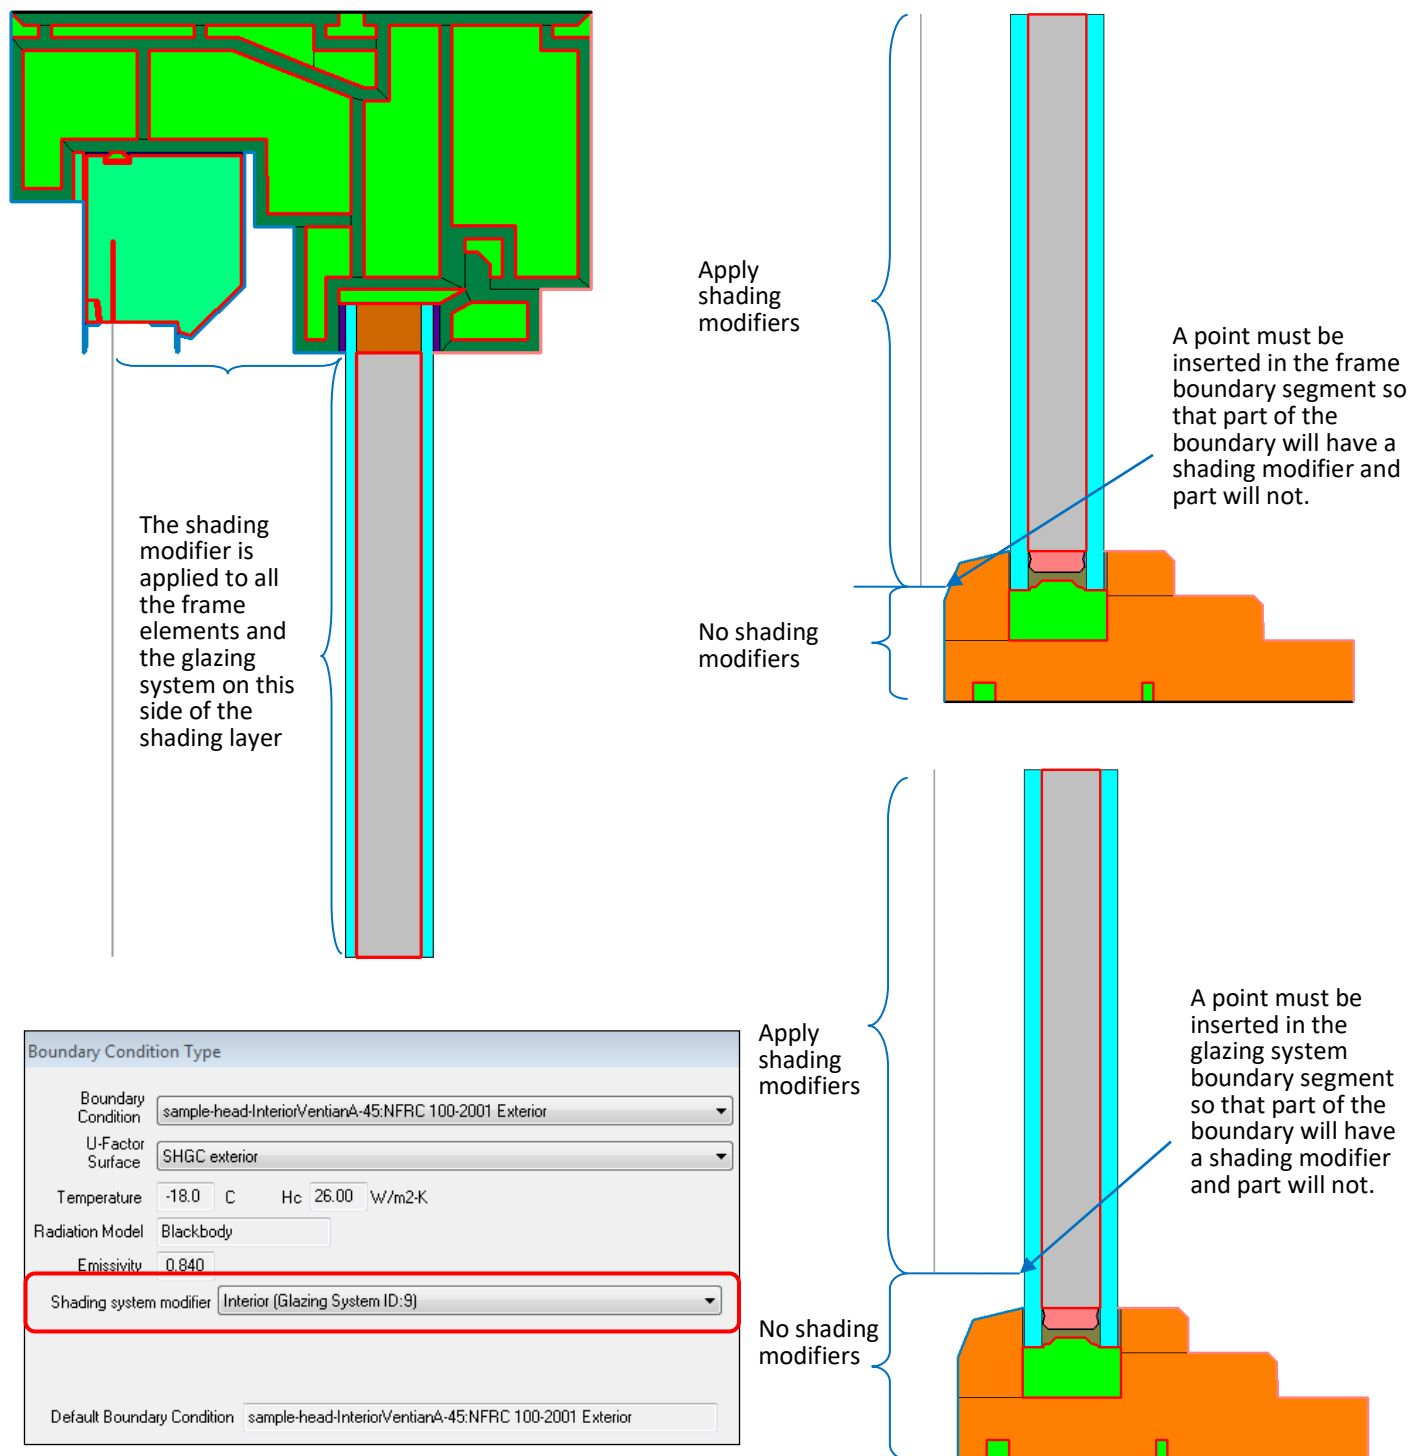 Apply
shading
modifiers
A point must be
inserted in the frame
boundary segment so
that part of the
boundary will have a
shading modifier and
part will not.
The shading
modifier is
applied to all
the frame
elements and
the glazing
system on this
side of the
shading layer
No shading
modifiers
Apply
shading
modifiers
A point must be
inserted in the
glazing system
boundary segment
so that part of the
boundary will have
a shading modifier
and part will not.
No shading
modifiers
Boundary Condition Type
Boundary
Condition
sample-head-InteriorVentianA-45:NFRC 100-2001 Exterior
U-Factor
Surface
SHGC exterior
Temperature -18.0 C Hc 26.00 W/m2-K
Radiation Model Blackbody
Emissivity 0.840
Shading system modifier Interior (Glazing System ID:9)
Default Boundary Condition sample-head-InteriorVentianA-45:NFRC 100-2001 Exterior